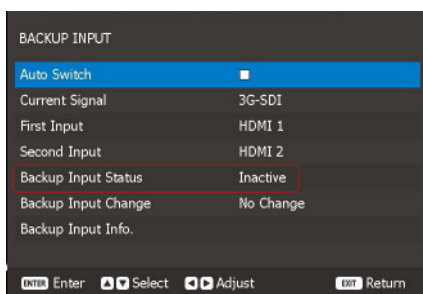 BACKUP INPUT
Auto Switch
Current Signal 3G-SDI
First Input HDMI 1
Second Input HDMI 2
Backup Input Status Inactive
Backup Input Change No Change
Backup Input Info.
ENTER Enter Select Adjust EXIT Return